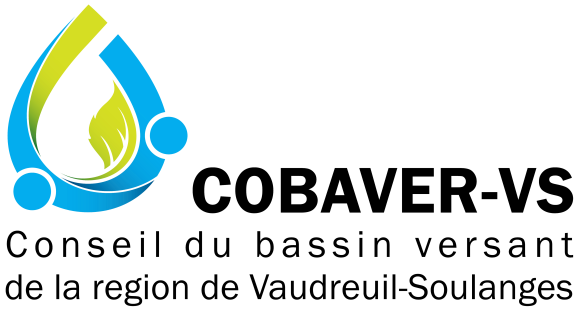 COBAVER-VS
Conseil du bassin versant
de la region de Vaudreuil-Soulanges